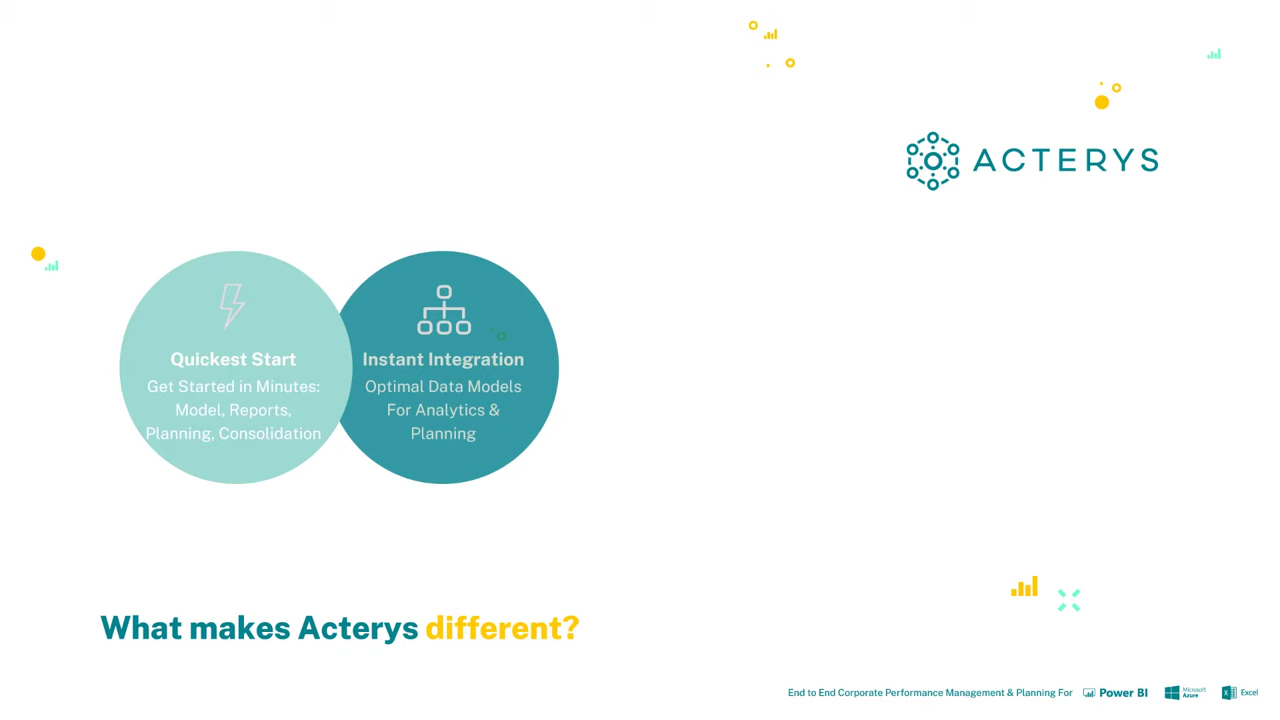 ACTERYS
Quickest Start
Get Started in Minutes:
Model, Reports,
Planning, Consolidation
Instant Integration
Optimal Data Models
For Analytics &
Planning
What makes Acterys different?
End to End Corporate Performance Management & Planning For
Power BI
Microsoft
Azure
Excel